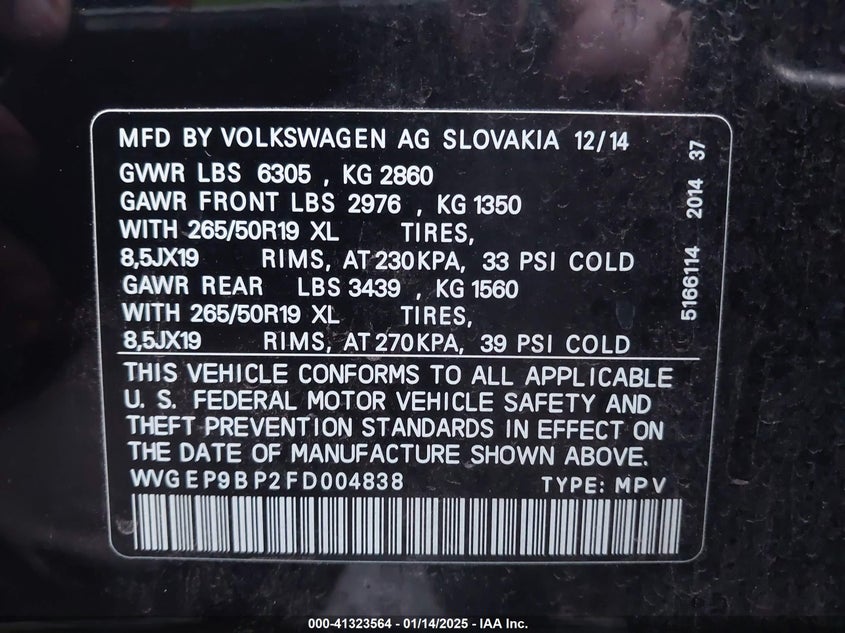 MFD BY VOLKSWAGEN AG SLOVAKIA 12/14
GVWR LBS 6305 , KG 2860
GAWR FRONT LBS 2976 , KG 1350
WITH 265/50R19 XL TIRES,
8,5JX19 RIMS, AT 230 KPA, 33 PSI COLD
GAWR REAR LBS 3439 , KG 1560
WITH 265/50R19 XL TIRES,
8,5JX19 RIMS, AT 270 KPA, 39 PSI COLD
THIS VEHICLE CONFORMS TO ALL APPLICABLE
U. S. FEDERAL MOTOR VEHICLE SAFETY AND
THEFT PREVENTION STANDARDS IN EFFECT ON
THE DATE OF MANUFACTURE SHOWN ABOVE.
WVGEP9BP2FD004838 TYPE: MPV
5166114 2014 37
000-41323564 - 01/14/2025 - IAA Inc.